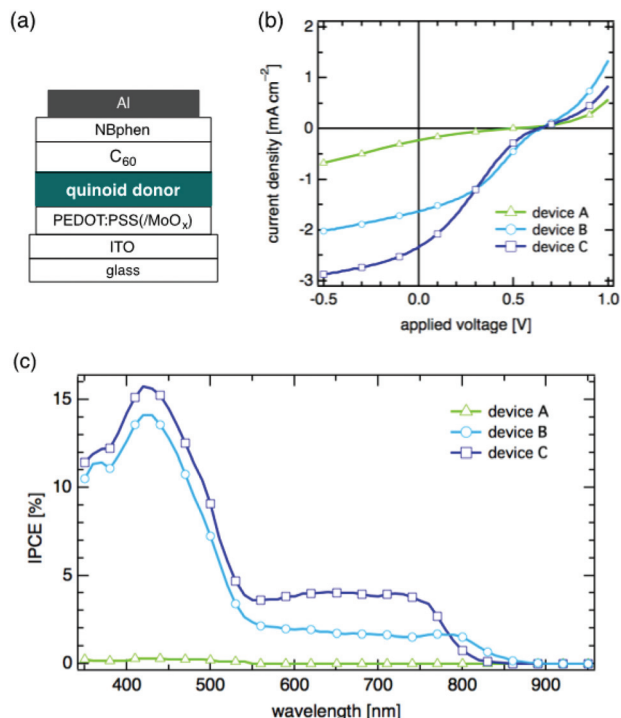 (a)
Al
NBphen
C₆₀
quinoid donor
PEDOT:PSS(/MoOₓ)
ITO
glass
(b)
2
1
0
-1
-2
-3
current density [mA cm⁻²]
device A
device B
device C
-0.5
0.0
0.5
1.0
applied voltage [V]
(c)
15
10
5
0
IPCE [%]
device A
device B
device C
400
500
600
700
800
900
wavelength [nm]